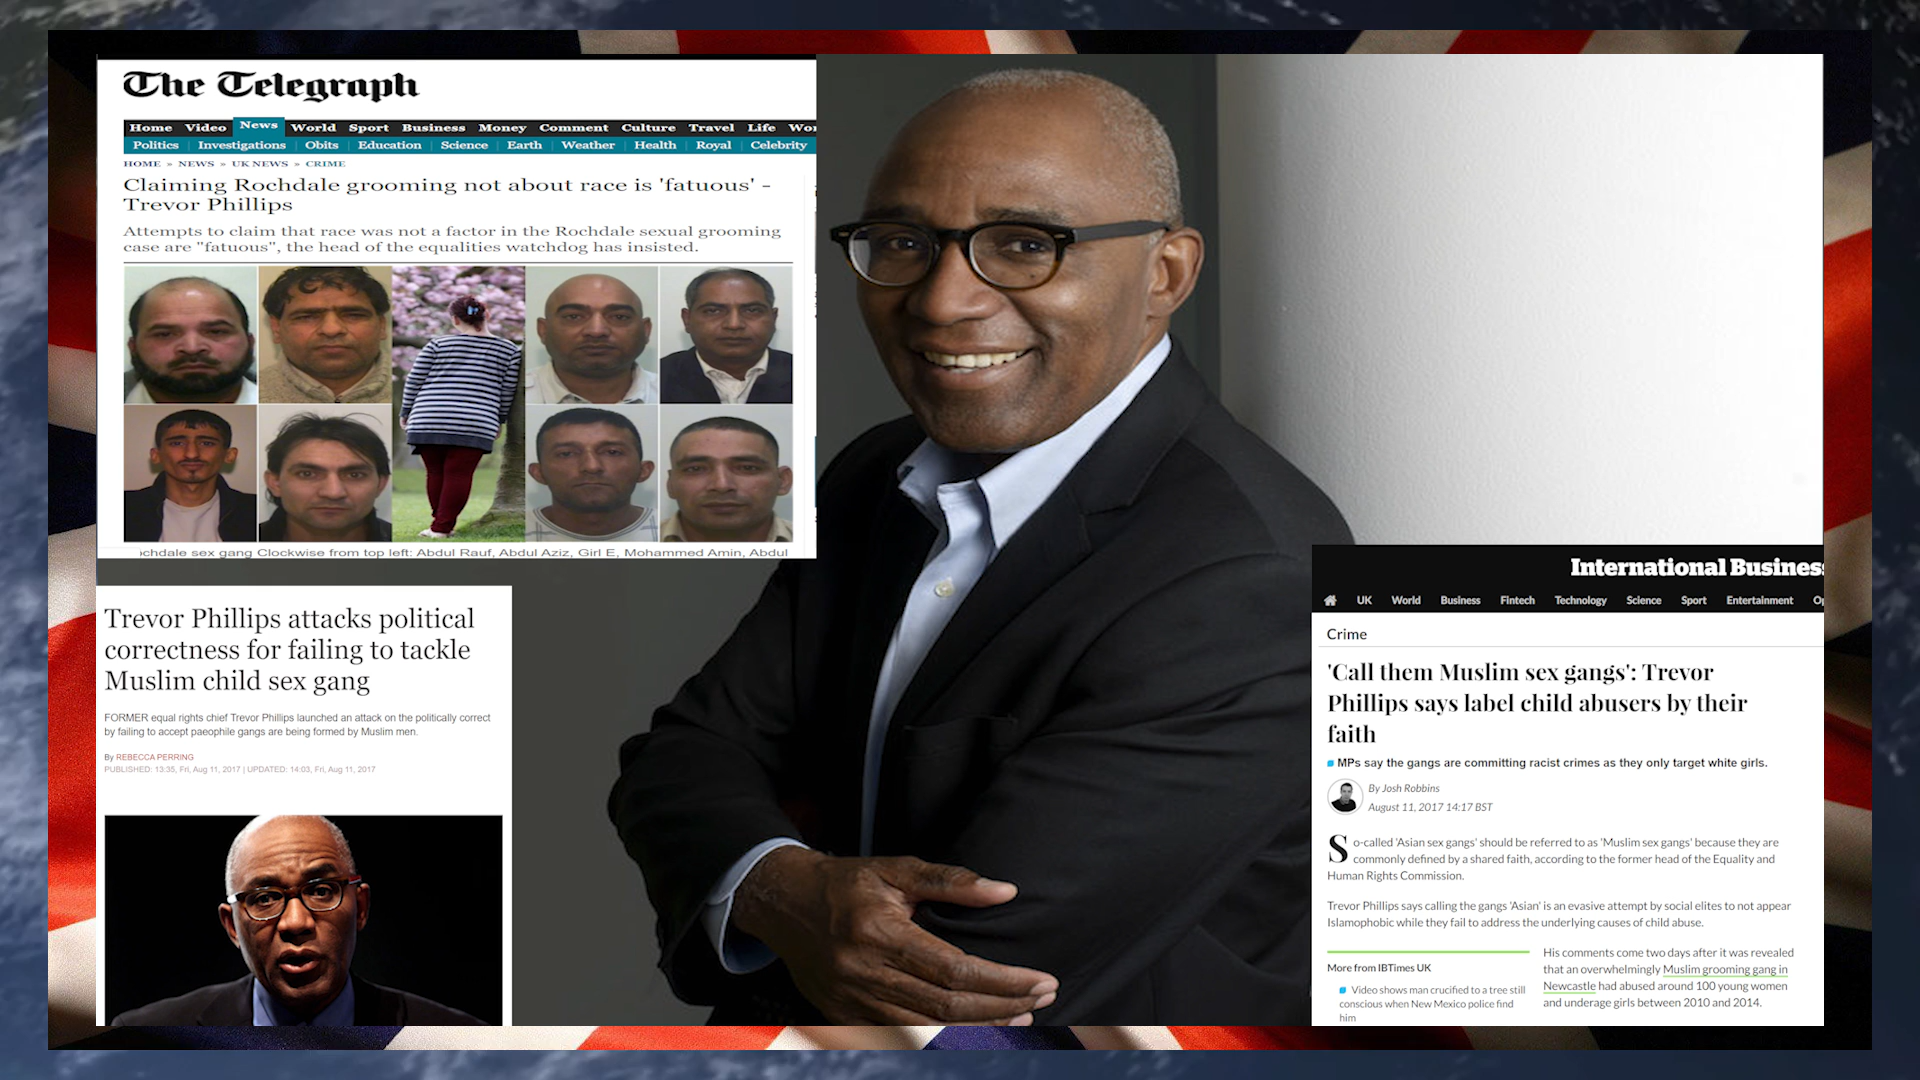 The Telegraph
Home Video News World Sport Business Money Comment Culture Travel Life
Politics Investigations Obits Education Science Earth Weather Health Royal Celebrity
HOME » NEWS » UK NEWS » CRIME
Claiming Rochdale grooming not about race is 'fatuous' -
Trevor Phillips
Attempts to claim that race was not a factor in the Rochdale sexual grooming
case are "fatuous", the head of the equalities watchdog has insisted.
chdale sex gang Clockwise from top left: Abdul Rauf, Abdul Aziz, Girl E, Mohammed Amin, Abdul
Trevor Phillips attacks political
correctness for failing to tackle
Muslim child sex gang
FORMER equal rights chief Trevor Phillips launched an attack on the politically correct
by failing to accept paeophile gangs are being formed by Muslim men.
By REBECCA PERRING
PUBLISHED: 13:35, Fri, Aug 11, 2017 | UPDATED: 14:03, Fri, Aug 11, 2017
International Business
UK World Business Fintech Technology Science Sport Entertainment
Crime
'Call them Muslim sex gangs': Trevor
Phillips says label child abusers by their
faith
MPs say the gangs are committing racist crimes as they only target white girls.
By Josh Robbins
August 11, 2017 14:17 BST
So-called 'Asian sex gangs' should be referred to as 'Muslim sex gangs' because they are
commonly defined by a shared faith, according to the former head of the Equality and
Human Rights Commission.
Trevor Phillips says calling the gangs 'Asian' is an evasive attempt by social elites to not appear
Islamophobic while they fail to address the underlying causes of child abuse.
More from IBTimes UK
Video shows man crucified to a tree still
conscious when New Mexico police find
him
His comments come two days after it was revealed
that an overwhelmingly Muslim grooming gang in
Newcastle had abused around 100 young women
and underage girls between 2010 and 2014.